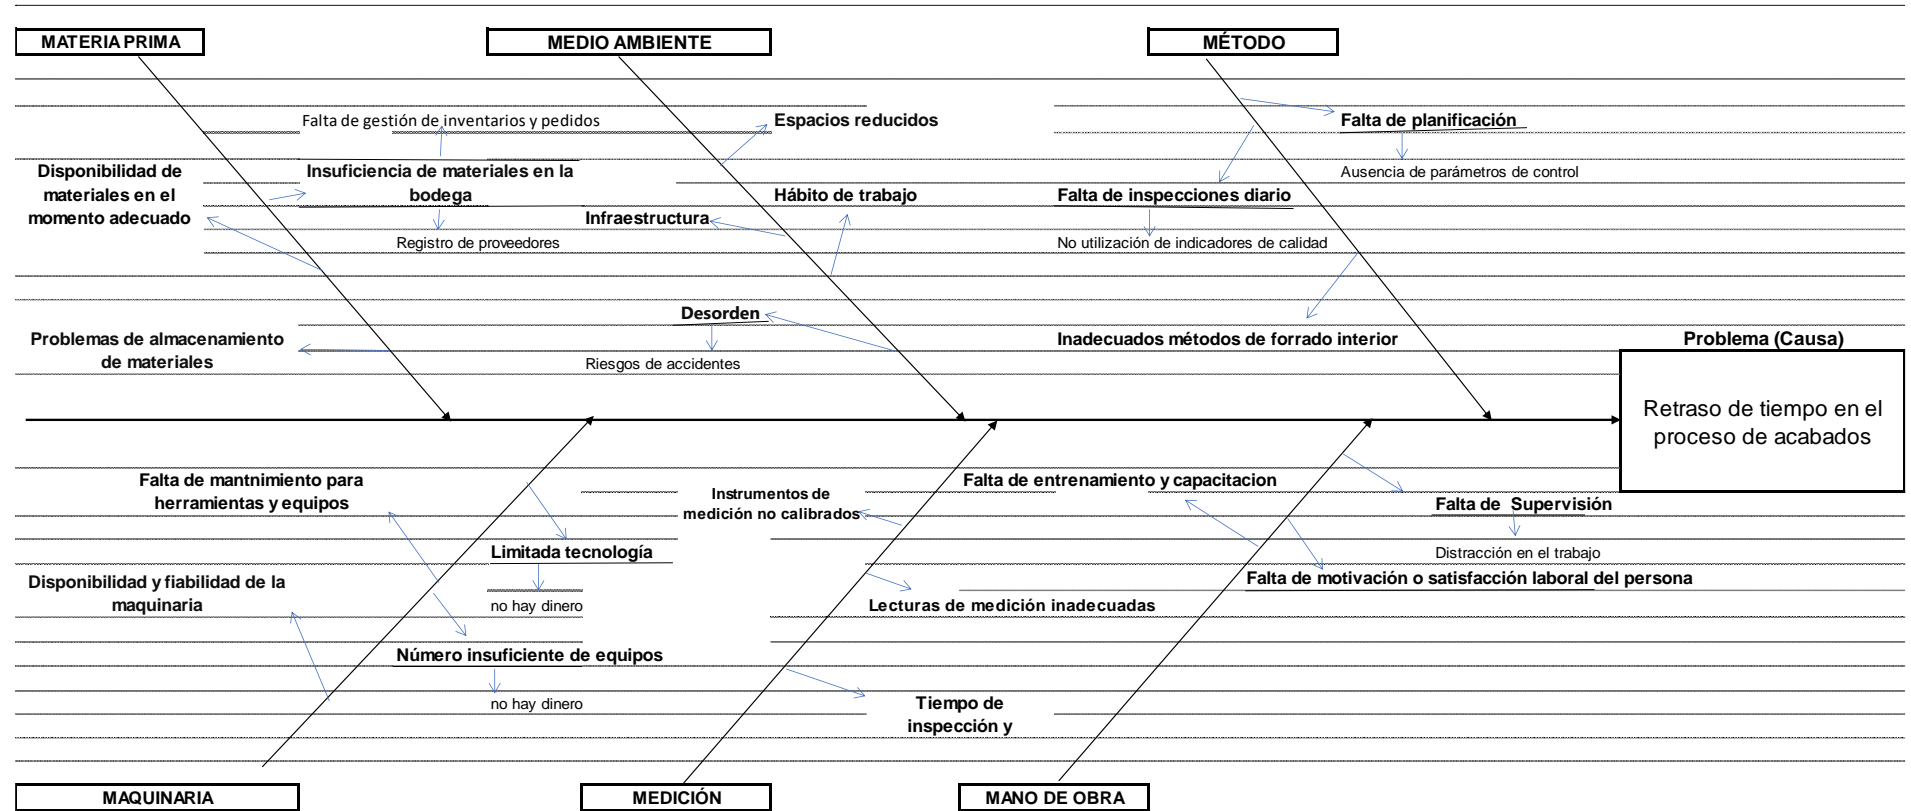 MATERIA PRIMA
MEDIO AMBIENTE
MÉTODO
Falta de gestión de inventarios y pedidos
Espacios reducidos
Falta de planificación
Disponibilidad de
materiales en el
momento adecuado
Insuficiencia de materiales en la
bodega
Ausencia de parámetros de control
Hábito de trabajo
Falta de inspecciones diario
Infraestructura
Registro de proveedores
No utilización de indicadores de calidad
Desorden
Problemas de almacenamiento
de materiales
Inadecuados métodos de forrado interior
Problema (Causa)
Riesgos de accidentes
Retraso de tiempo en el
proceso de acabados
Falta de mantnimiento para
herramientas y equipos
Instrumentos de
medición no calibrados
Falta de entrenamiento y capacitacion
Falta de Supervisión
Limitada tecnología
Distracción en el trabajo
Disponibilidad y fiabilidad de la
maquinaria
Falta de motivación o satisfacción laboral del persona
no hay dinero
Lecturas de medición inadecuadas
Número insuficiente de equipos
no hay dinero
Tiempo de
inspección y
MAQUINARIA
MEDICIÓN
MANO DE OBRA